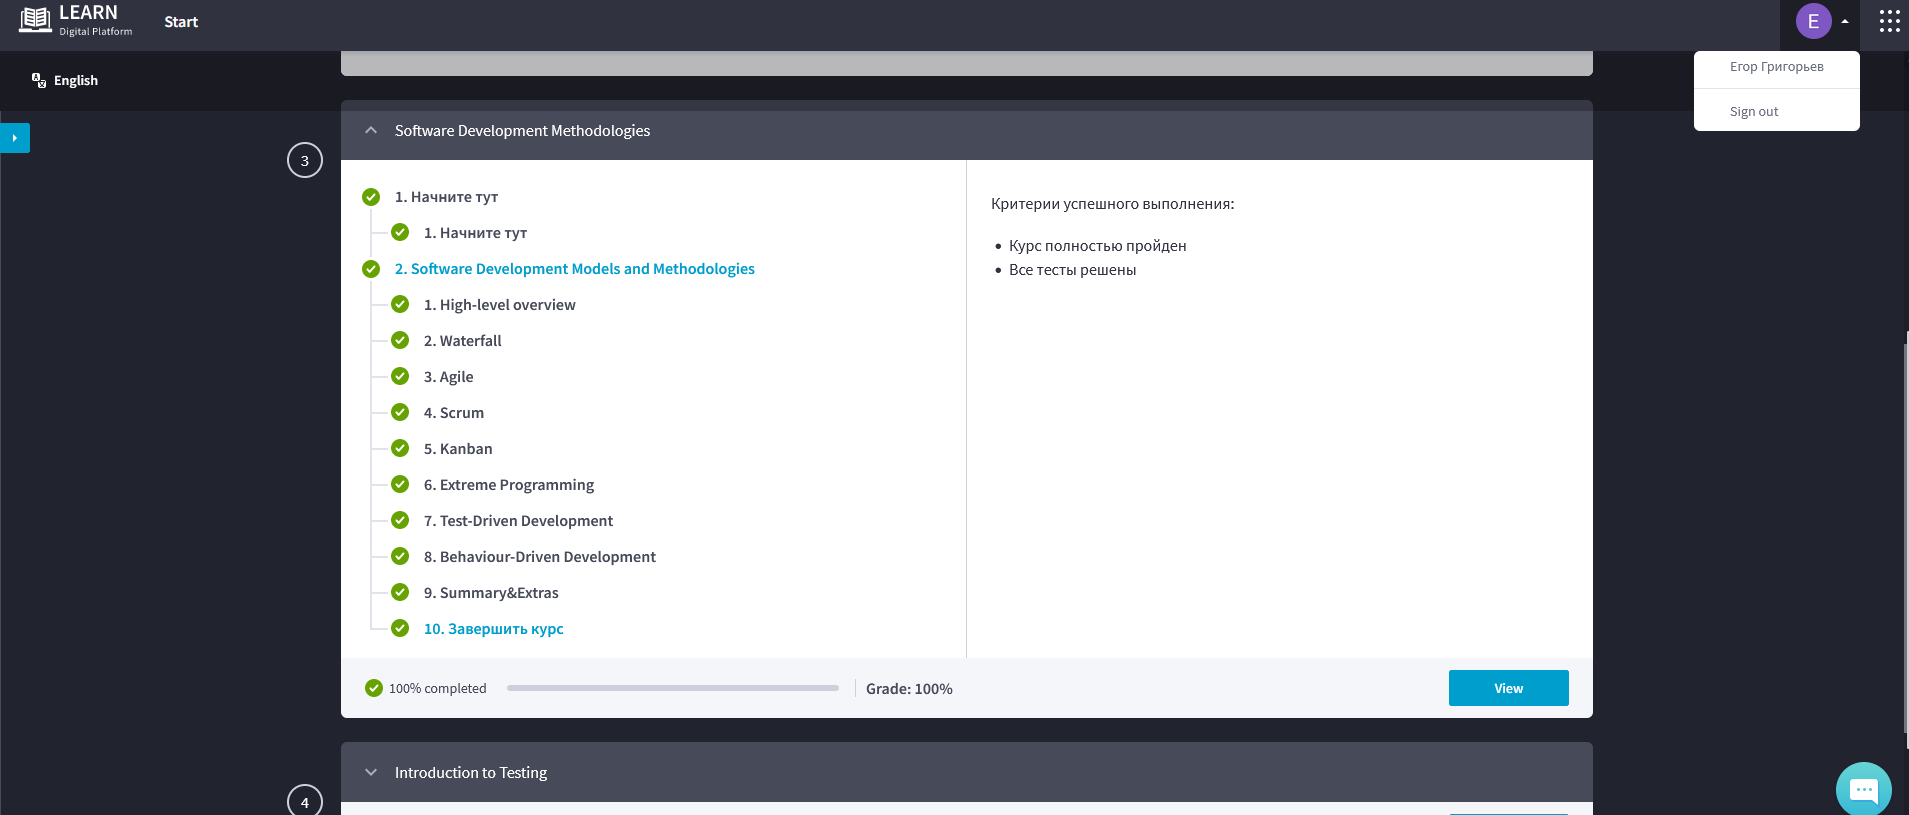 LEARN
Digital Platform
Start
E
English
Егор Григорьев
Sign out
3
Software Development Methodologies
1. Начните тут
1. Начните тут
2. Software Development Models and Methodologies
1. High-level overview
2. Waterfall
3. Agile
4. Scrum
5. Kanban
6. Extreme Programming
7. Test-Driven Development
8. Behaviour-Driven Development
9. Summary&Extras
10. Завершить курс
Критерии успешного выполнения:
• Курс полностью пройден
• Все тесты решены
100% completed
Grade: 100%
View
4
Introduction to Testing